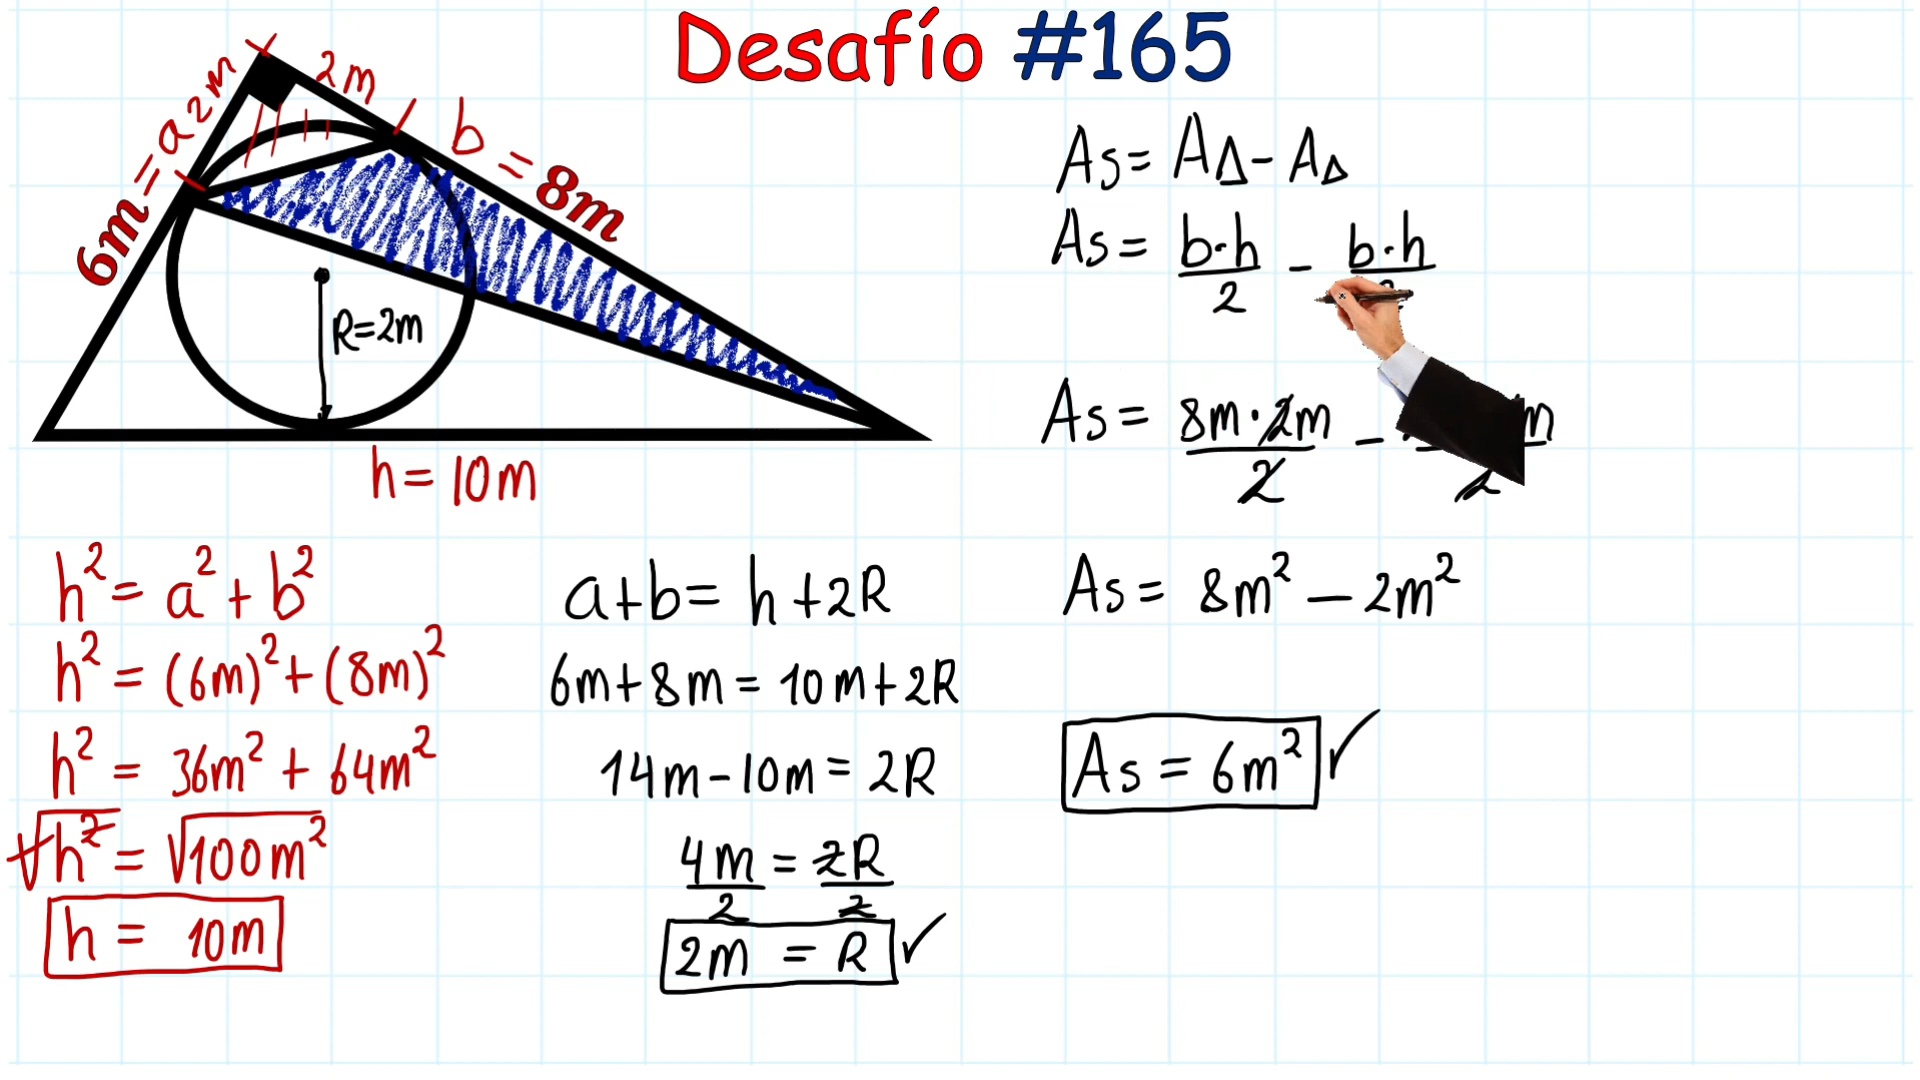 Desafío #165
6m = a 2m
2m
b = 8m
R=2m
h = 10m
h² = a² + b²
h² = (6m)² + (8m)²
h² = 36m² + 64m²
√h² = √100m²
h = 10m
a+b = h + 2R
6m+8m = 10m+2R
14m-10m = 2R
4m/2 = 2R/2
2m = R ✓
As = A△ - A△
As = b·h/2 - b·h
As = 8m·2m/2 - m/2
As = 8m² - 2m²
As = 6m² ✓